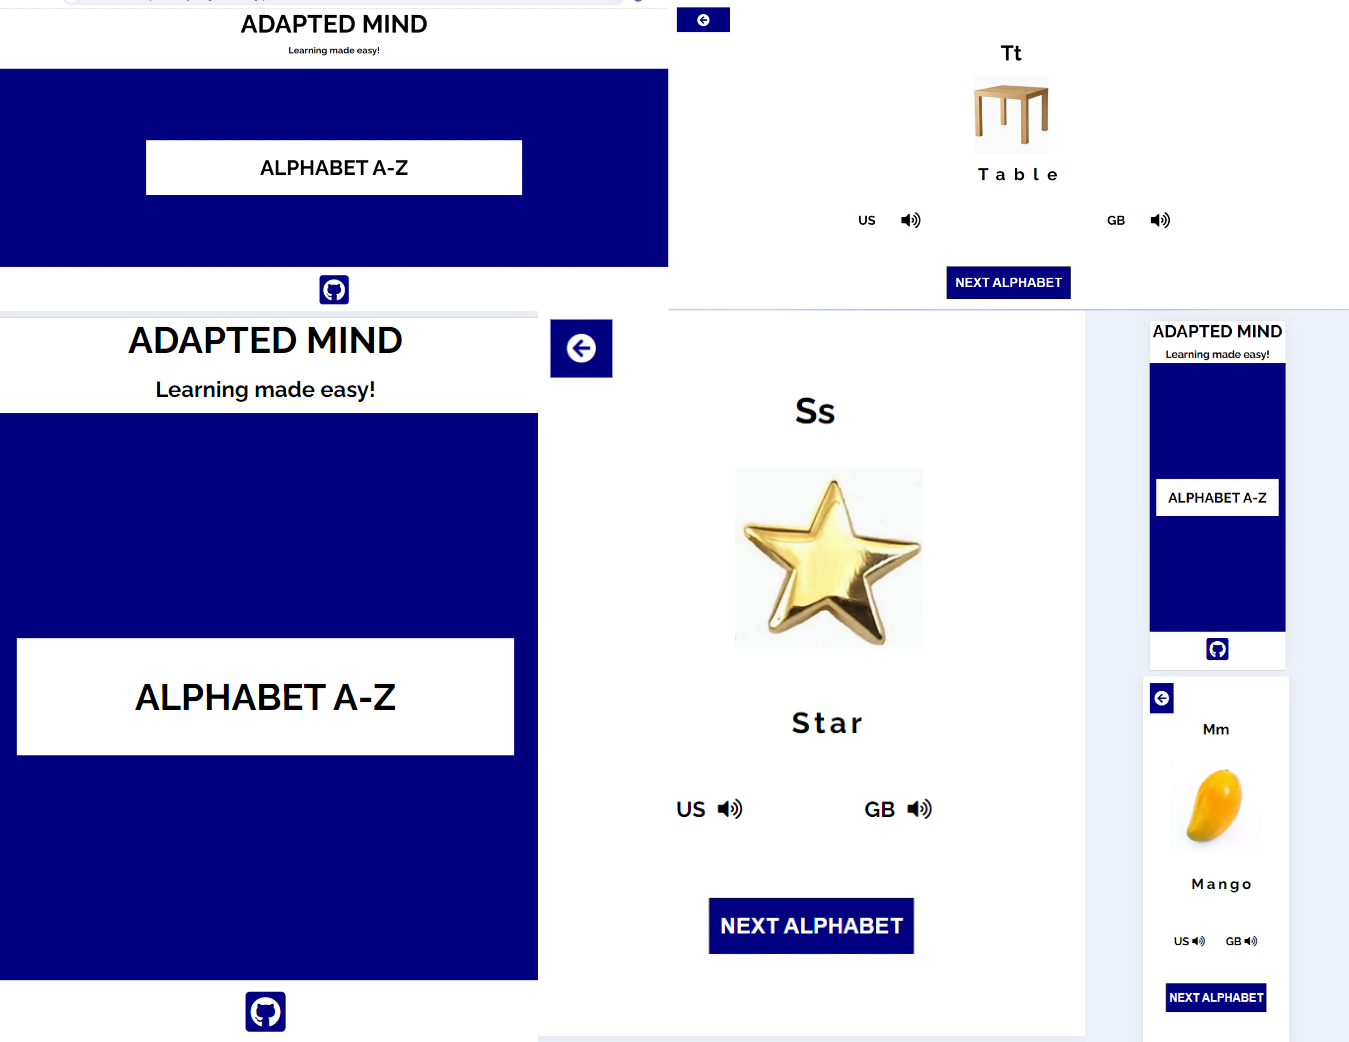 ADAPTED MIND
Learning made easy!
ALPHABET A-Z
Tt
T a b l e
US
GB
NEXT ALPHABET
ADAPTED MIND
Learning made easy!
ALPHABET A-Z
Ss
Star
US
GB
NEXT ALPHABET
ADAPTED MIND
Learning made easy!
ALPHABET A-Z
Mm
Mango
US
GB
NEXT ALPHABET